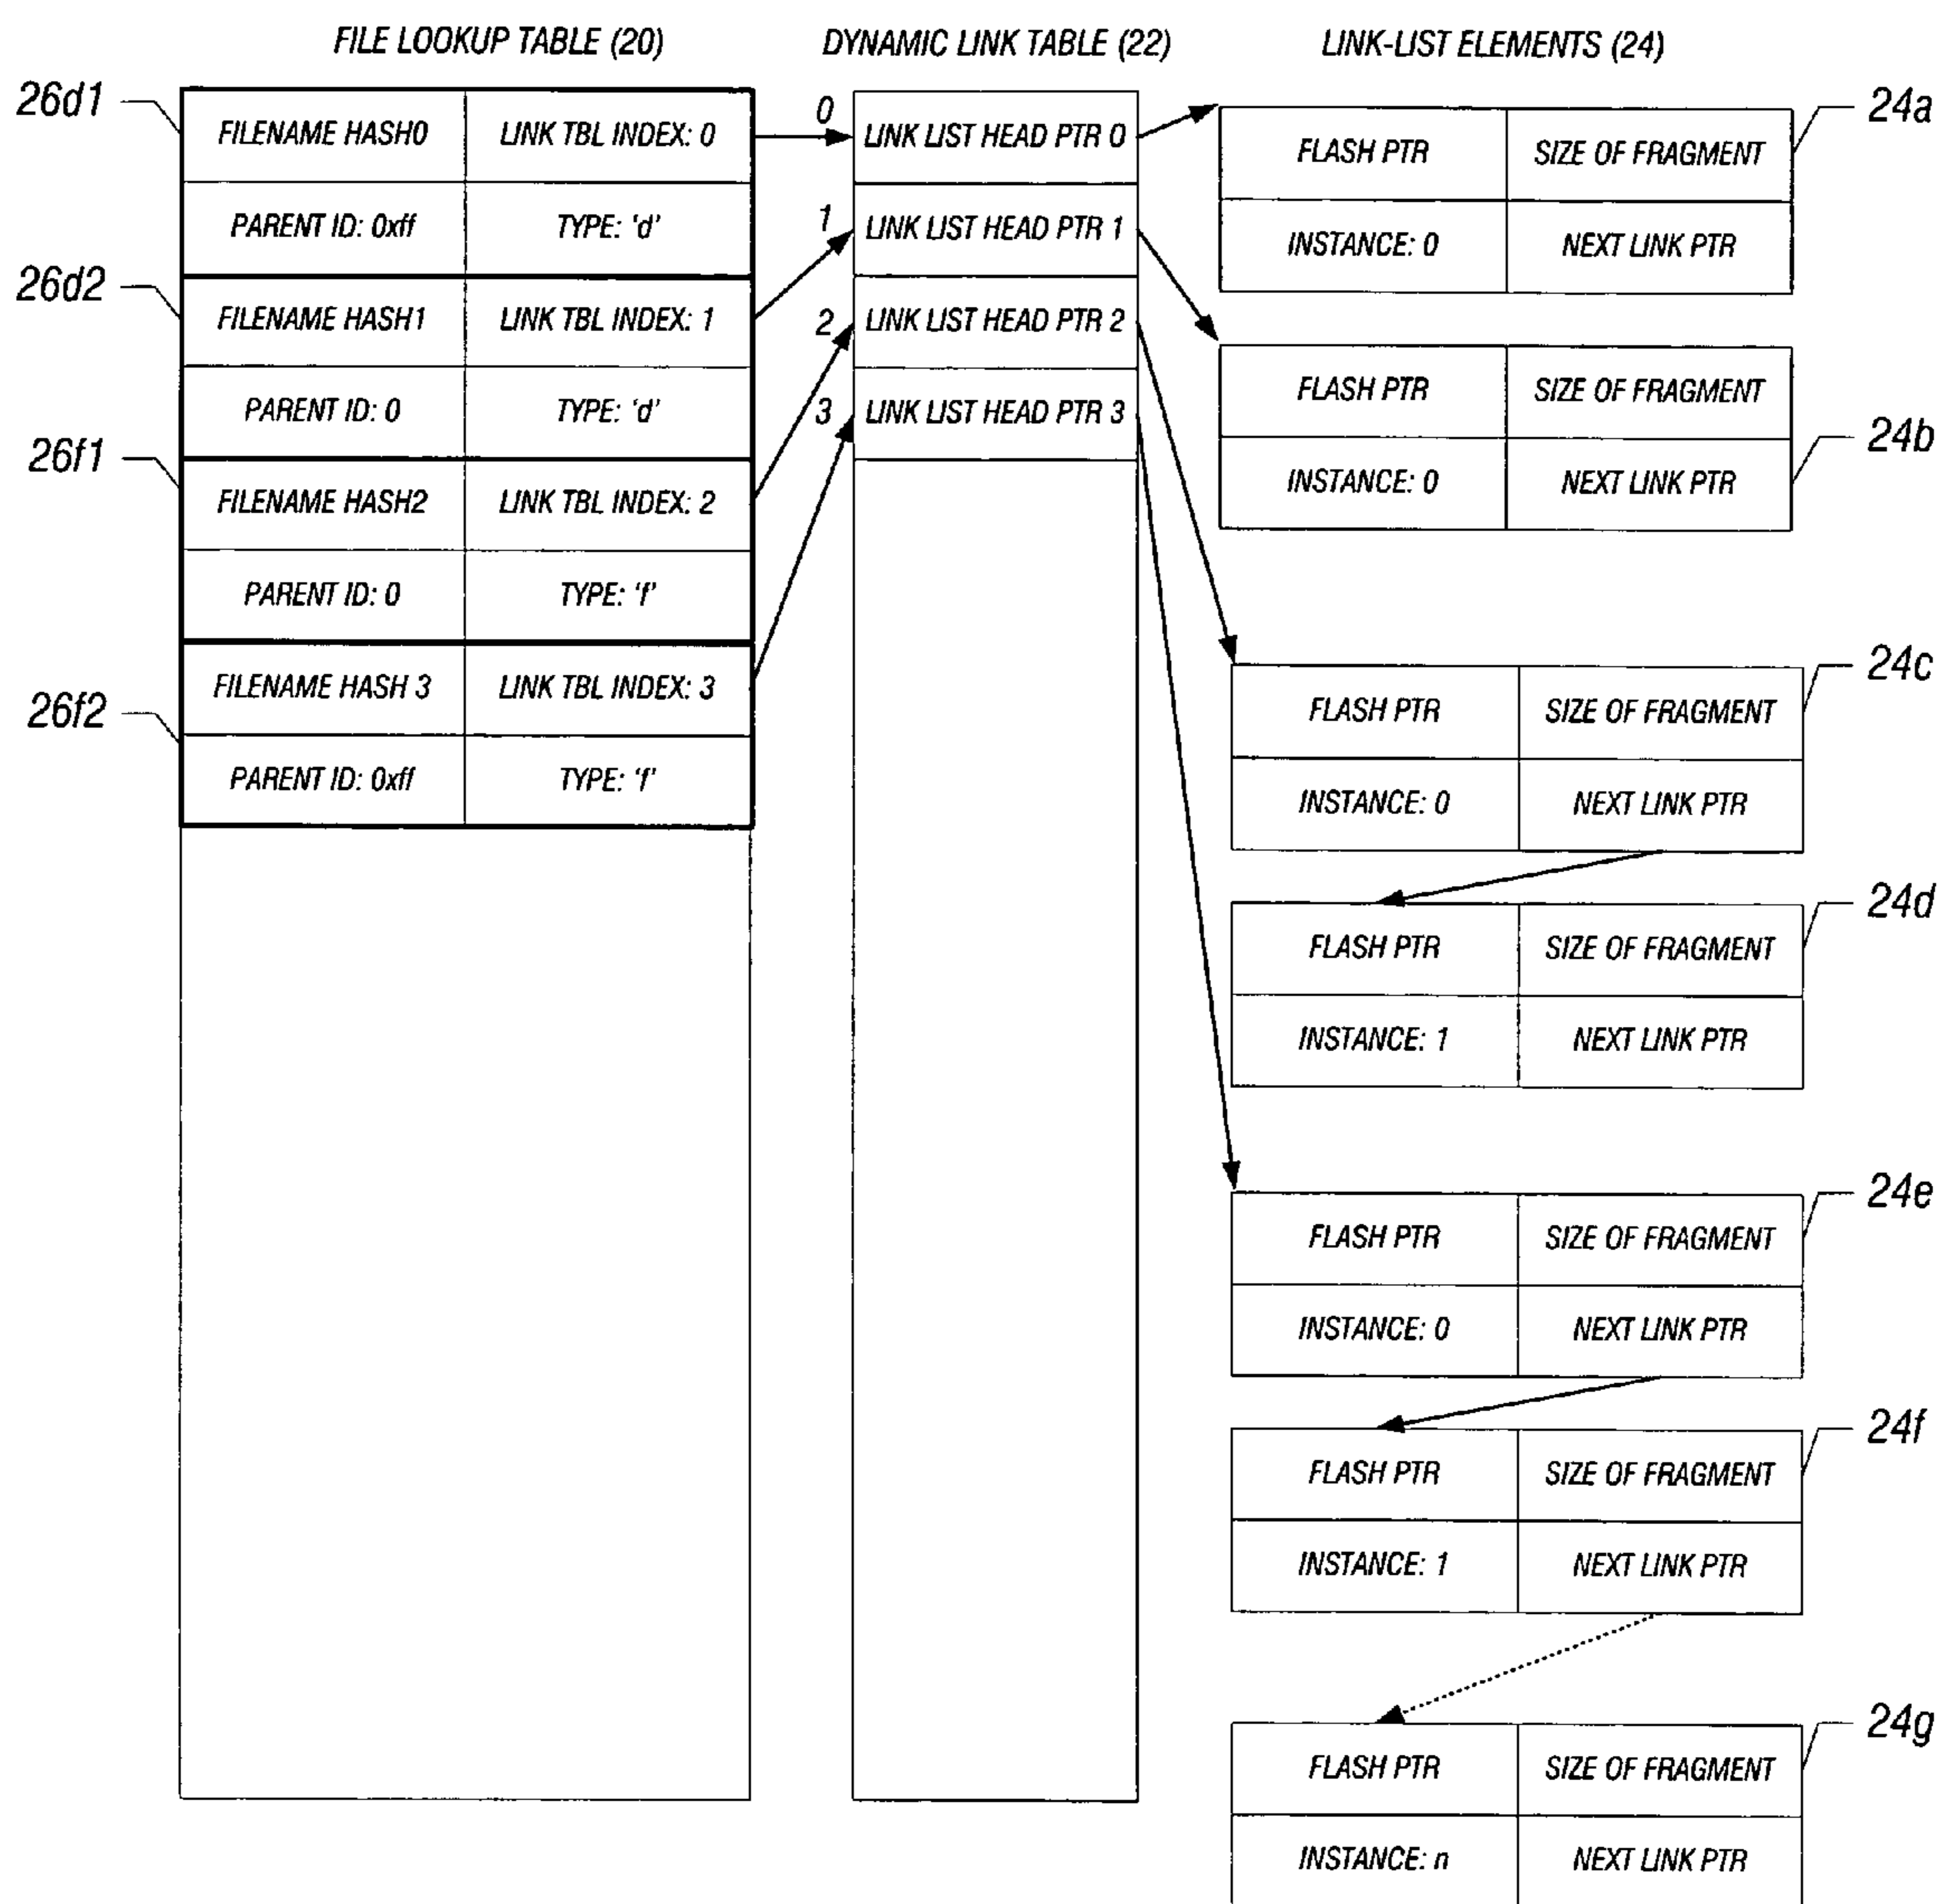 FILE LOOKUP TABLE (20)
DYNAMIC LINK TABLE (22)
LINK-LIST ELEMENTS (24)
26d1
FILENAME HASH0
LINK TBL INDEX: 0
PARENT ID: 0xff
TYPE: 'd'
26d2
FILENAME HASH1
LINK TBL INDEX: 1
PARENT ID: 0
TYPE: 'd'
26f1
FILENAME HASH2
LINK TBL INDEX: 2
PARENT ID: 0
TYPE: 'f'
26f2
FILENAME HASH 3
LINK TBL INDEX: 3
PARENT ID: 0xff
TYPE: 'f'
0
LINK LIST HEAD PTR 0
1
LINK LIST HEAD PTR 1
2
LINK LIST HEAD PTR 2
3
LINK LIST HEAD PTR 3
24a
FLASH PTR
SIZE OF FRAGMENT
INSTANCE: 0
NEXT LINK PTR
24b
FLASH PTR
SIZE OF FRAGMENT
INSTANCE: 0
NEXT LINK PTR
24c
FLASH PTR
SIZE OF FRAGMENT
INSTANCE: 0
NEXT LINK PTR
24d
FLASH PTR
SIZE OF FRAGMENT
INSTANCE: 1
NEXT LINK PTR
24e
FLASH PTR
SIZE OF FRAGMENT
INSTANCE: 0
NEXT LINK PTR
24f
FLASH PTR
SIZE OF FRAGMENT
INSTANCE: 1
NEXT LINK PTR
24g
FLASH PTR
SIZE OF FRAGMENT
INSTANCE: n
NEXT LINK PTR